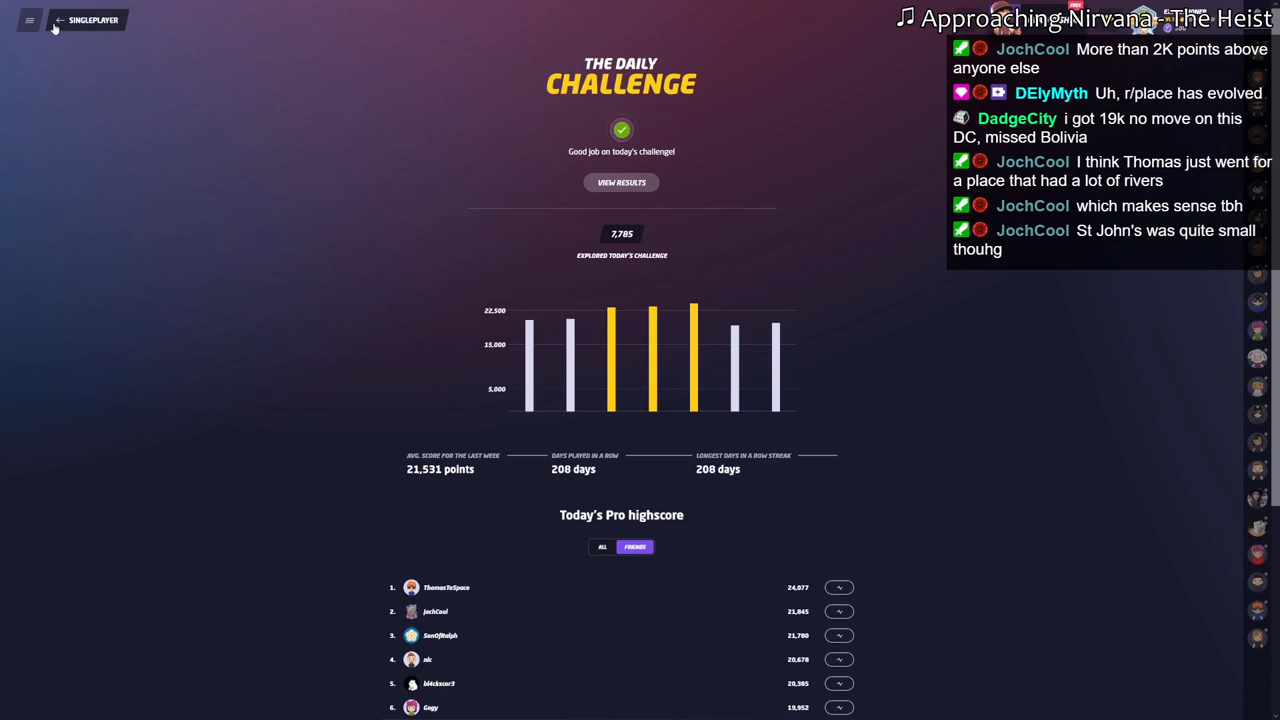 SINGLEPLAYER
♫ Approaching Nirvana - The Heist
FREE
THE DAILY
CHALLENGE
Good job on today's challenge!
VIEW RESULTS
7,785
EXPLORED TODAY'S CHALLENGE
22,500
15,000
5,000
AVG. SCORE FOR THE LAST WEEK
21,531 points
DAYS PLAYED IN A ROW
208 days
LONGEST DAYS IN A ROW STREAK
208 days
Today's Pro highscore
ALL
FRIENDS
1. ThomasToSpace 24,077
2. JochCool 21,845
3. SonOfRalph 21,780
4. nlc 20,678
5. bl4ckscor3 20,385
6. Gegy 19,952
JochCool More than 2K points above
anyone else
DElyMyth Uh, r/place has evolved
DadgeCity i got 19k no move on this
DC, missed Bolivia
JochCool I think Thomas just went for
a place that had a lot of rivers
JochCool which makes sense tbh
JochCool St John's was quite small
thouhg